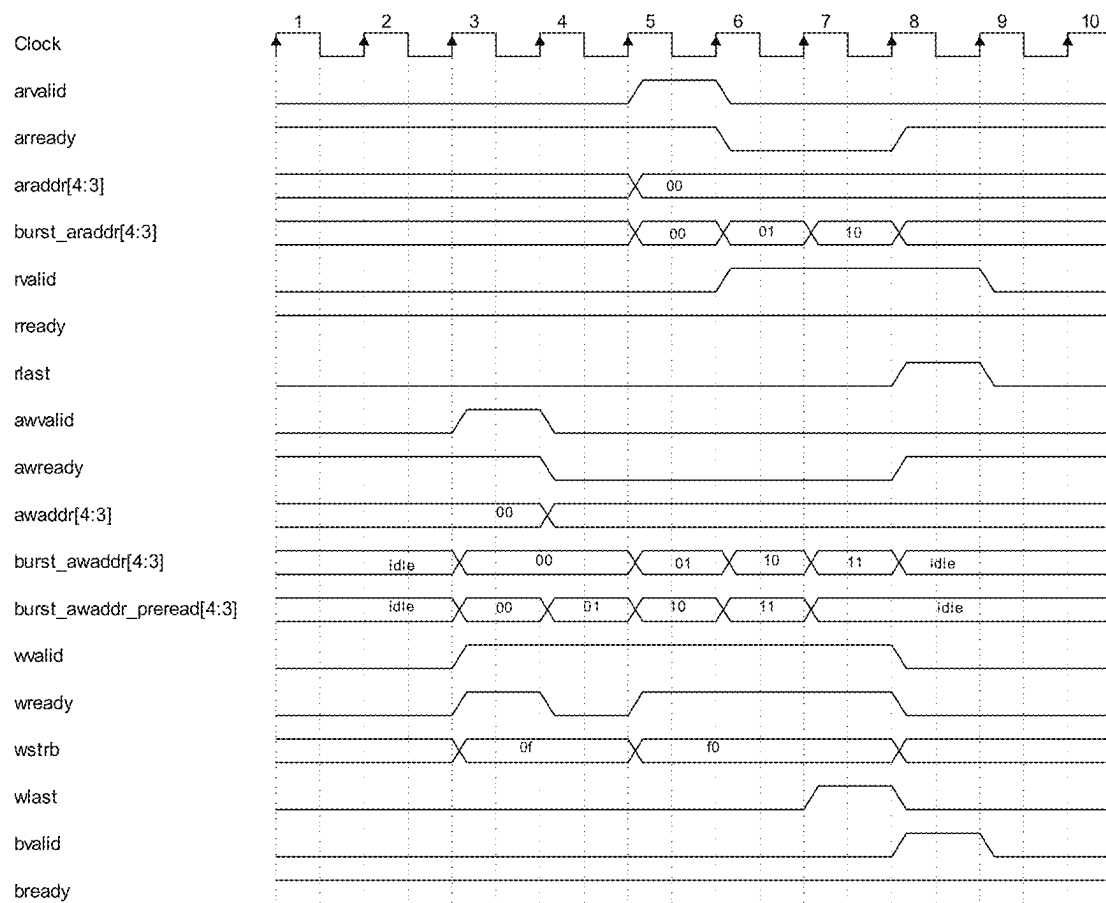 1 2 3 4 5 6 7 8 9 10
Clock
arvalid
arready
araddr[4:3] 00
burst_araddr[4:3] 00 01 10
rvalid
rready
rlast
awvalid
awready
awaddr[4:3] 00
burst_awaddr[4:3] idle 00 01 10 11 idle
burst_awaddr_preread[4:3] idle 00 01 10 11 idle
wvalid
wready
wstrb 0f f0
wlast
bvalid
bready